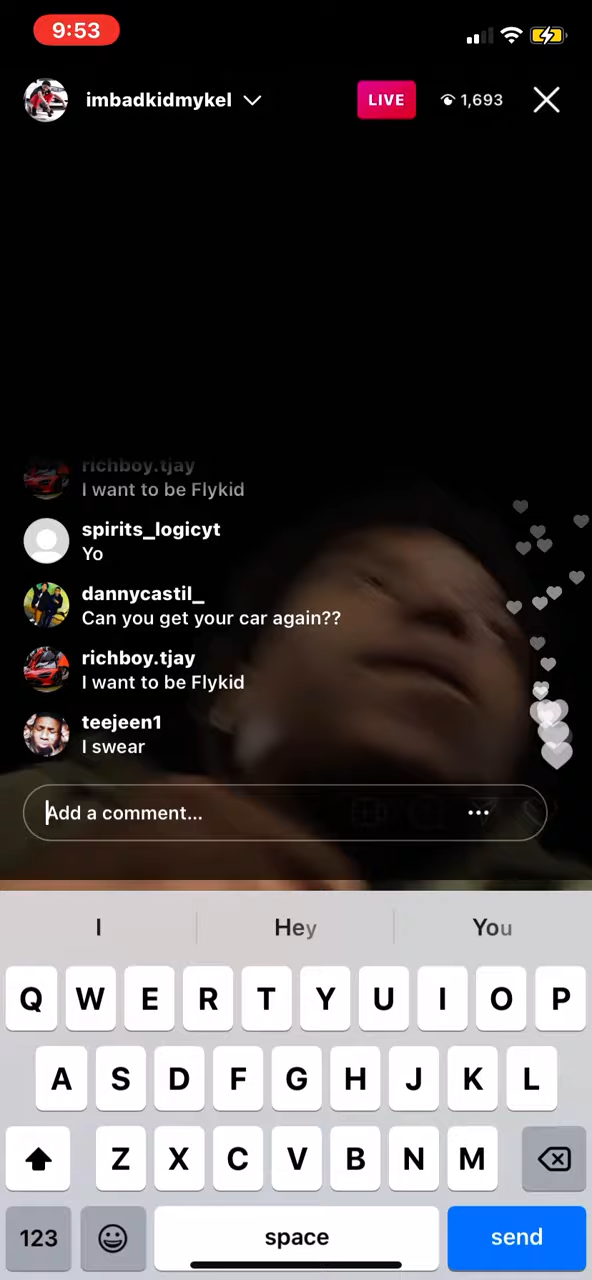 9:53
imbadkidmykel
LIVE
1,693
richboy.tjay
I want to be Flykid
spirits_logicyt
Yo
dannycastil_
Can you get your car again??
richboy.tjay
I want to be Flykid
teejeen1
I swear
Add a comment...
I Hey You
Q W E R T Y U I O P
A S D F G H J K L
Z X C V B N M
123 space send